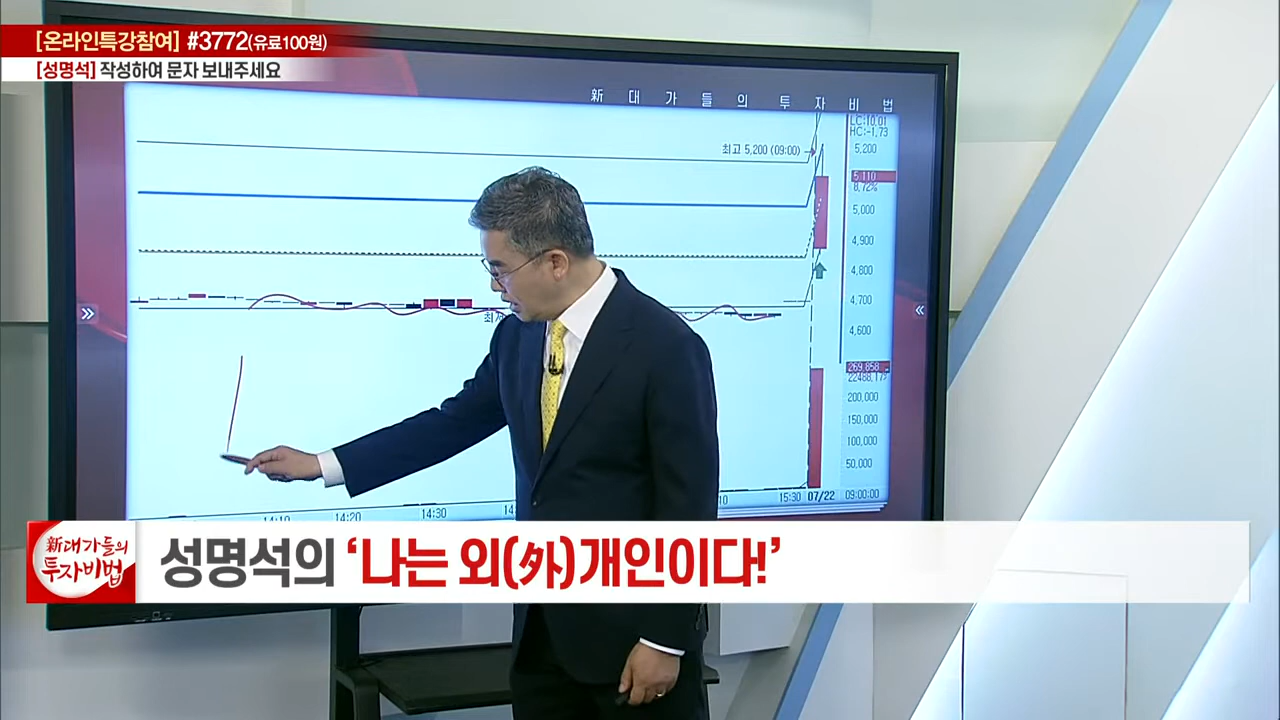 [온라인특강참여] #3772(유료100원)
[성명석] 작성하여 문자 보내주세요
新 대 가 들 의 투 자 비 법
LC:10.01
HC:-1.73
최고 5,200 (09:00)
5,200
5,110
8.72%
5,000
4,900
4,800
4,700
4,600
269,858
200,000
150,000
100,000
50,000
14:10 14:20 14:30 15:30 07/22 09:00:00
新대가들의
투자비법
성명석의 ‘나는 외(外)개인이다!’